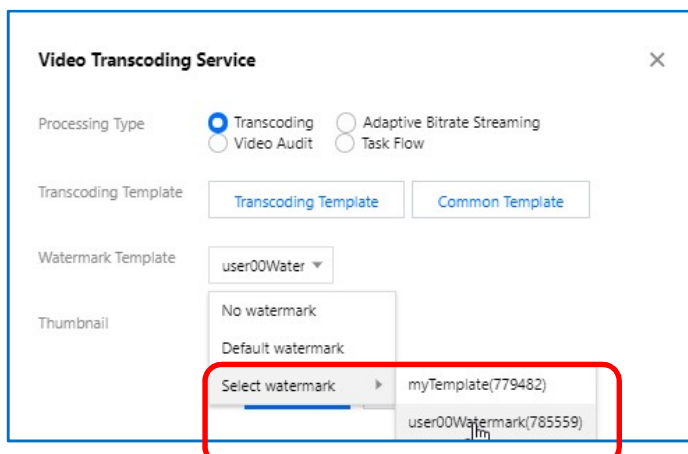 Video Transcoding Service
Processing Type
Transcoding
Adaptive Bitrate Streaming
Video Audit
Task Flow
Transcoding Template
Transcoding Template
Common Template
Watermark Template
user00Water
Thumbnail
No watermark
Default watermark
Select watermark
myTemplate(779482)
user00Watermark(785559)